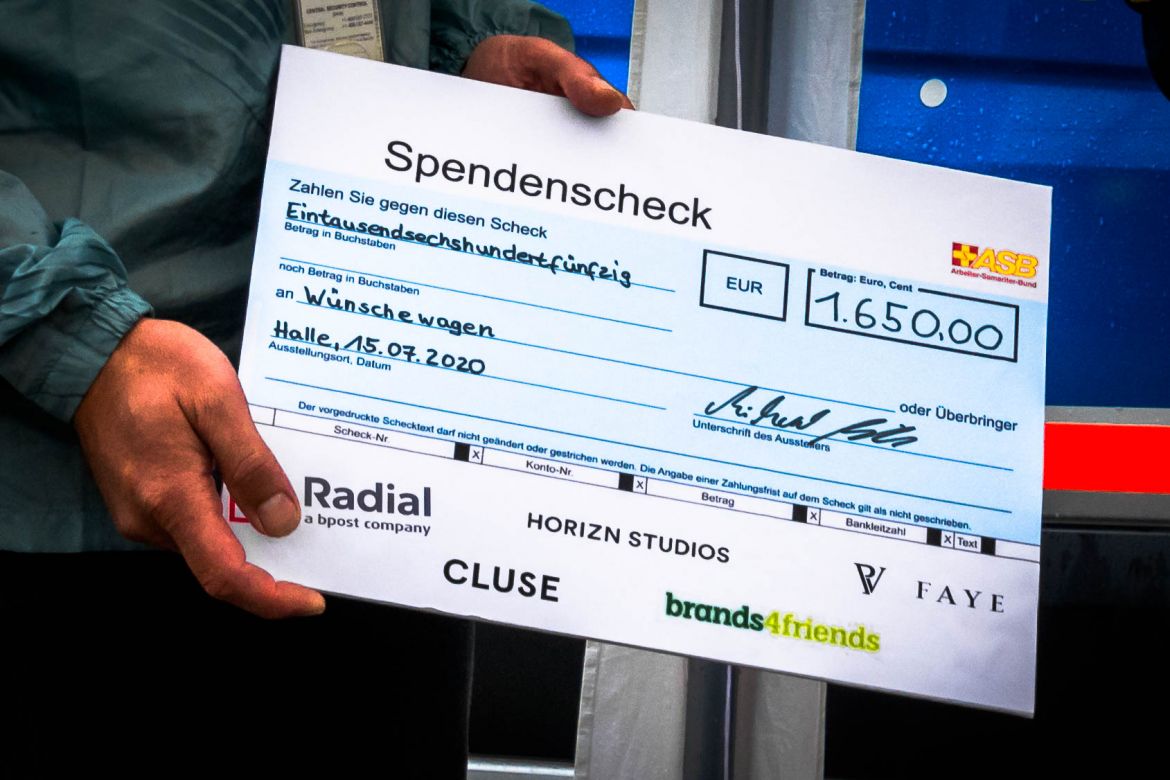 CENTRAL SECURITY CONTROL
Spendenscheck
Zahlen Sie gegen diesen Scheck
Eintausendsechshundertfünfzig
Betrag in Buchstaben
noch Betrag in Buchstaben
EUR
Betrag: Euro, Cent
1.650,00
ASB
Arbeiter-Samariter-Bund
an Wünschewagen
oder Überbringer
Halle, 15.07.2020
Ausstellungsort, Datum
Unterschrift des Ausstellers
Der vorgedruckte Schecktext darf nicht geändert oder gestrichen werden. Die Angabe einer Zahlungsfrist auf dem Scheck gilt als nicht geschrieben.
Scheck-Nr. X Konto-Nr. X Betrag X Bankleitzahl X Text
Radial
a bpost company
HORIZN STUDIOS
FAYE
CLUSE
brands4friends